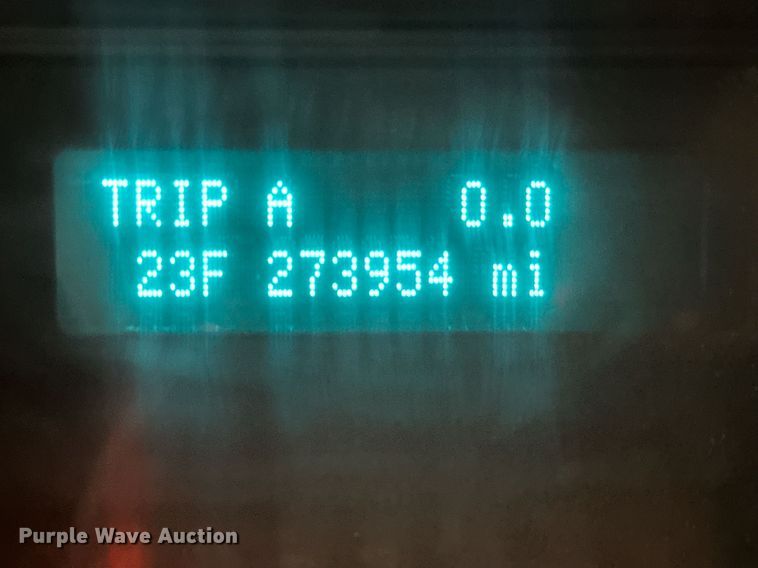 TRIP A 0.0
23F 273954 mi
Purple Wave Auction